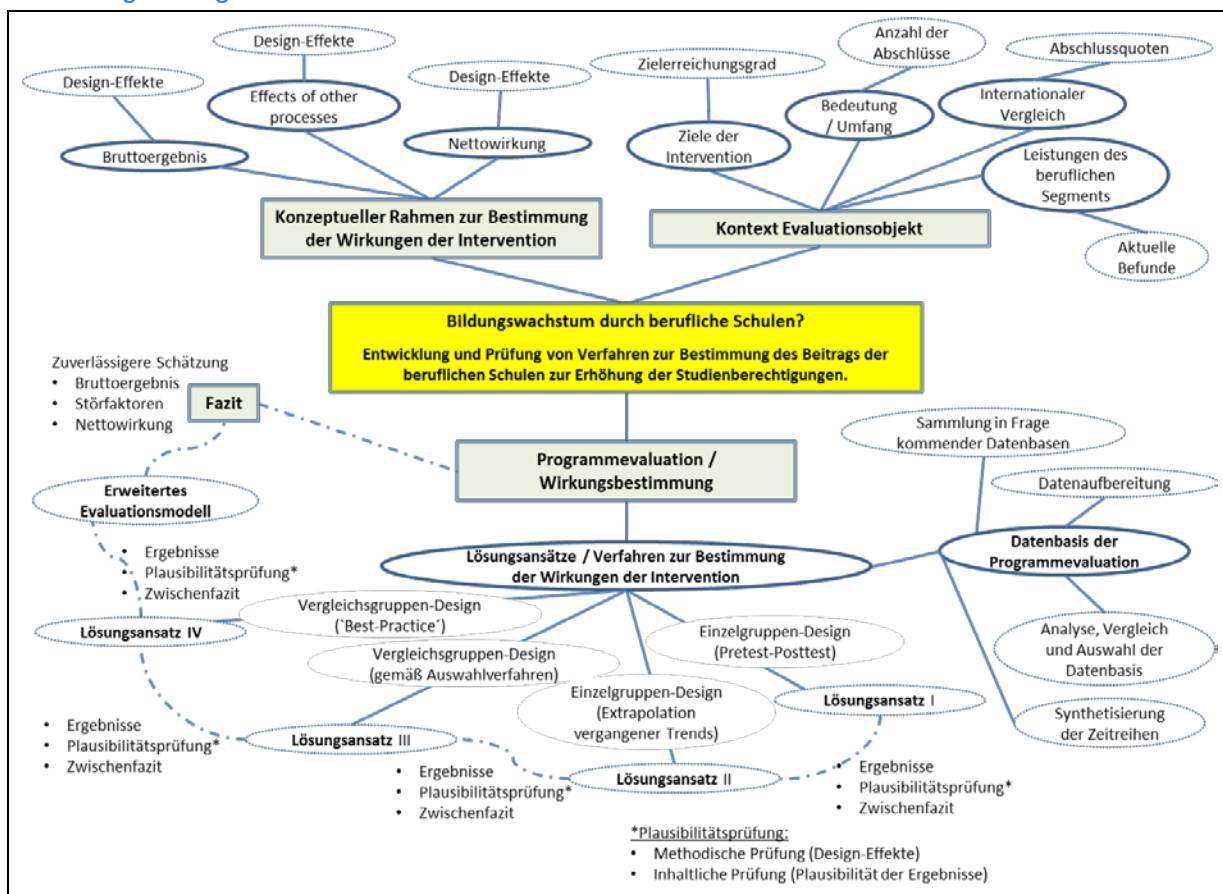 Design-Effekte
Design-Effekte
Design-Effekte
Effects of other
processes
Bruttoergebnis
Nettowirkung
Zielerreichungsgrad
Anzahl der
Abschlüsse
Abschlussquoten
Ziele der
Intervention
Bedeutung
/ Umfang
Internationaler
Vergleich
Leistungen des
beruflichen
Segments
Aktuelle
Befunde
Konzeptueller Rahmen zur Bestimmung
der Wirkungen der Intervention
Kontext Evaluationsobjekt
Bildungswachstum durch berufliche Schulen?
Entwicklung und Prüfung von Verfahren zur Bestimmung des Beitrags der
beruflichen Schulen zur Erhöhung der Studienberechtigungen.
Zuverlässigere Schätzung
• Bruttoergebnis
• Störfaktoren
• Nettowirkung
Fazit
Programmevaluation /
Wirkungsbestimmung
Sammlung in Frage
kommender Datenbasen
Datenaufbereitung
Datenbasis der
Programmevaluation
Analyse, Vergleich
und Auswahl der
Datenbasis
Synthetisierung
der Zeitreihen
Erweitertes
Evaluationsmodell
Lösungsansätze / Verfahren zur Bestimmung
der Wirkungen der Intervention
• Ergebnisse
• Plausibilitätsprüfung*
• Zwischenfazit
Vergleichsgruppen-Design
(`Best-Practice´)
Lösungsansatz IV
Vergleichsgruppen-Design
(gemäß Auswahlverfahren)
Einzelgruppen-Design
(Pretest-Posttest)
Einzelgruppen-Design
(Extrapolation
vergangener Trends)
Lösungsansatz I
• Ergebnisse
• Plausibilitätsprüfung*
• Zwischenfazit
Lösungsansatz III
• Ergebnisse
• Plausibilitätsprüfung*
• Zwischenfazit
Lösungsansatz II
• Ergebnisse
• Plausibilitätsprüfung*
• Zwischenfazit
*Plausibilitätsprüfung:
• Methodische Prüfung (Design-Effekte)
• Inhaltliche Prüfung (Plausibilität der Ergebnisse)